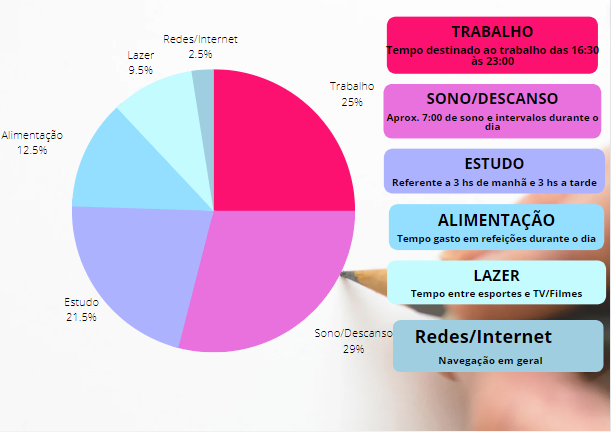 Redes/Internet
2.5%
Lazer
9.5%
Trabalho
25%
Alimentação
12.5%
Estudo
21.5%
Sono/Descanso
29%
TRABALHO
Tempo destinado ao trabalho das 16:30
às 23:00
SONO/DESCANSO
Aprox. 7:00 de sono e intervalos durante o
dia
ESTUDO
Referente a 3 hs de manhã e 3 hs a tarde
ALIMENTAÇÃO
Tempo gasto em refeições durante o dia
LAZER
Tempo entre esportes e TV/Filmes
Redes/Internet
Navegação em geral